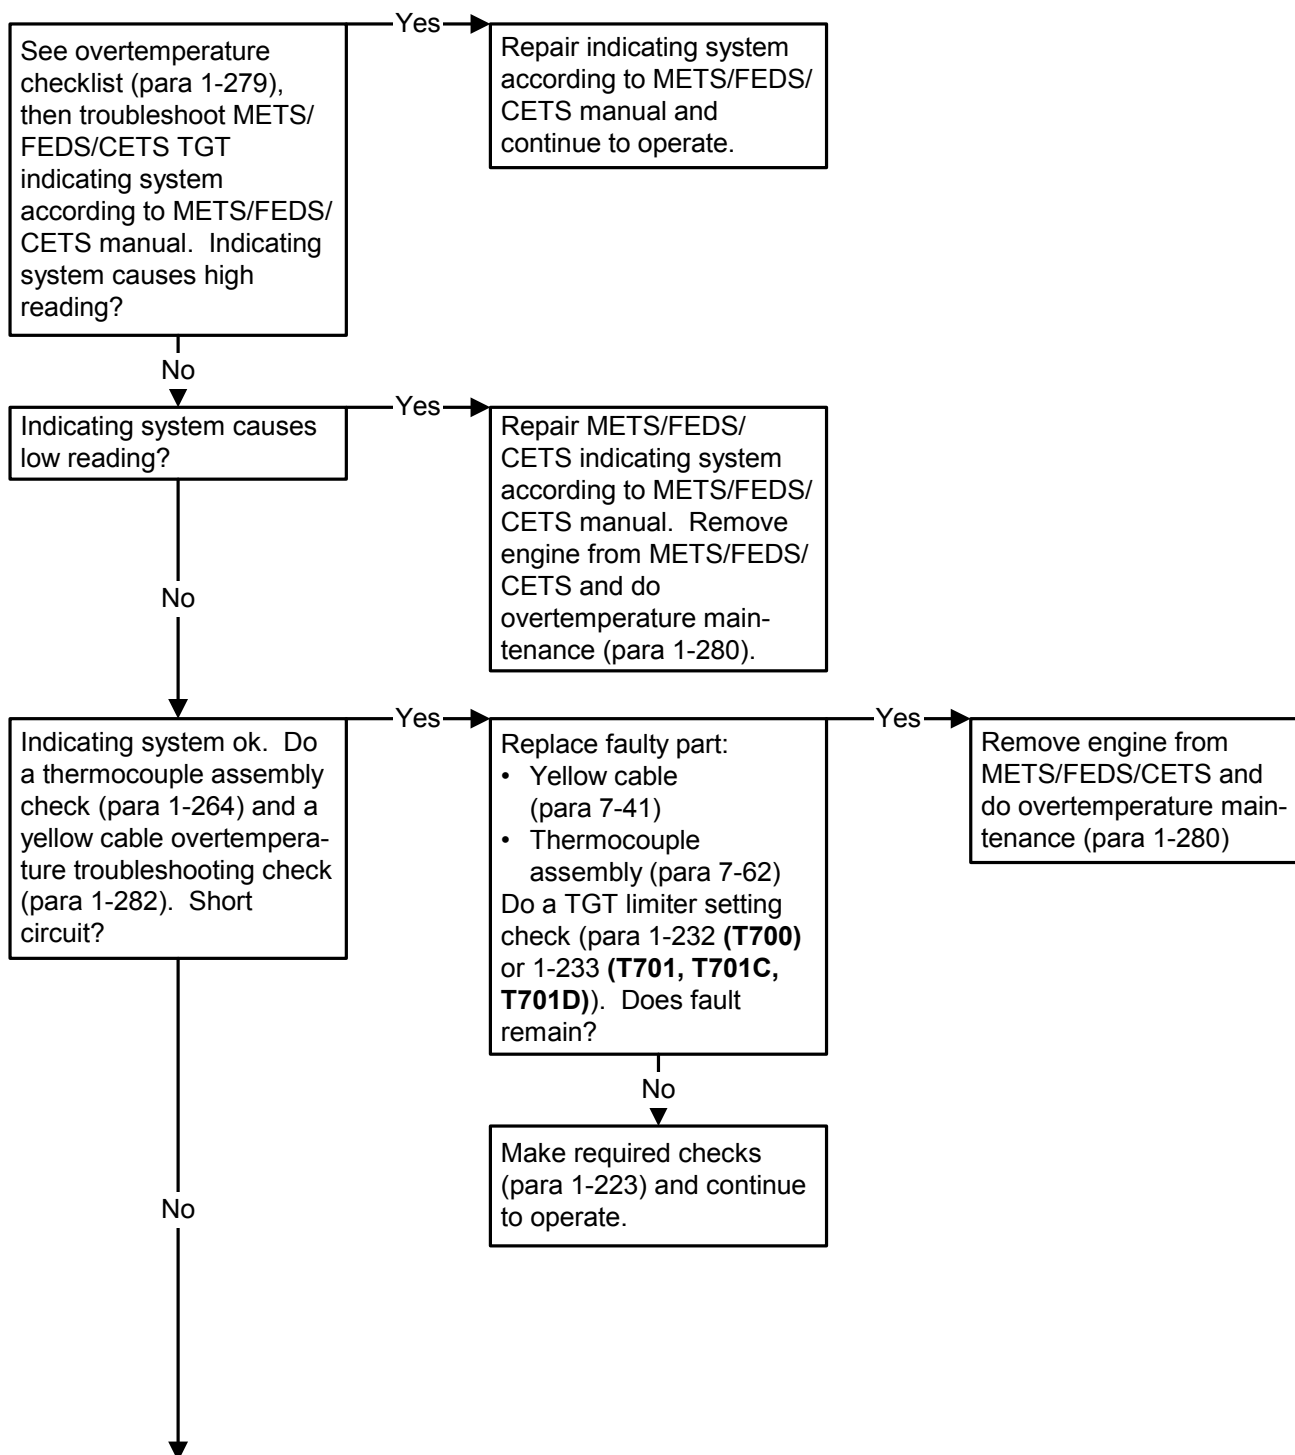 Yes
See overtemperature
checklist (para 1-279),
then troubleshoot METS/
FEDS/CETS TGT
indicating system
according to METS/FEDS/
CETS manual.  Indicating
system causes high
reading?
Repair indicating system
according to METS/FEDS/
CETS manual and
continue to operate.
No
Indicating system causes
low reading?
Yes
Repair METS/FEDS/
CETS indicating system
according to METS/FEDS/
CETS manual.  Remove
engine from METS/FEDS/
CETS and do
overtemperature main-
tenance (para 1-280).
No
Indicating system ok.  Do
a thermocouple assembly
check (para 1-264) and a
yellow cable overtempera-
ture troubleshooting check
(para 1-282).  Short
circuit?
Yes
Replace faulty part:
• Yellow cable
(para 7-41)
• Thermocouple
assembly (para 7-62)
Do a TGT limiter setting
check (para 1-232 (T700)
or 1-233 (T701, T701C,
T701D)).  Does fault
remain?
Yes
Remove engine from
METS/FEDS/CETS and
do overtemperature main-
tenance (para 1-280)
No
Make required checks
(para 1-223) and continue
to operate.
No